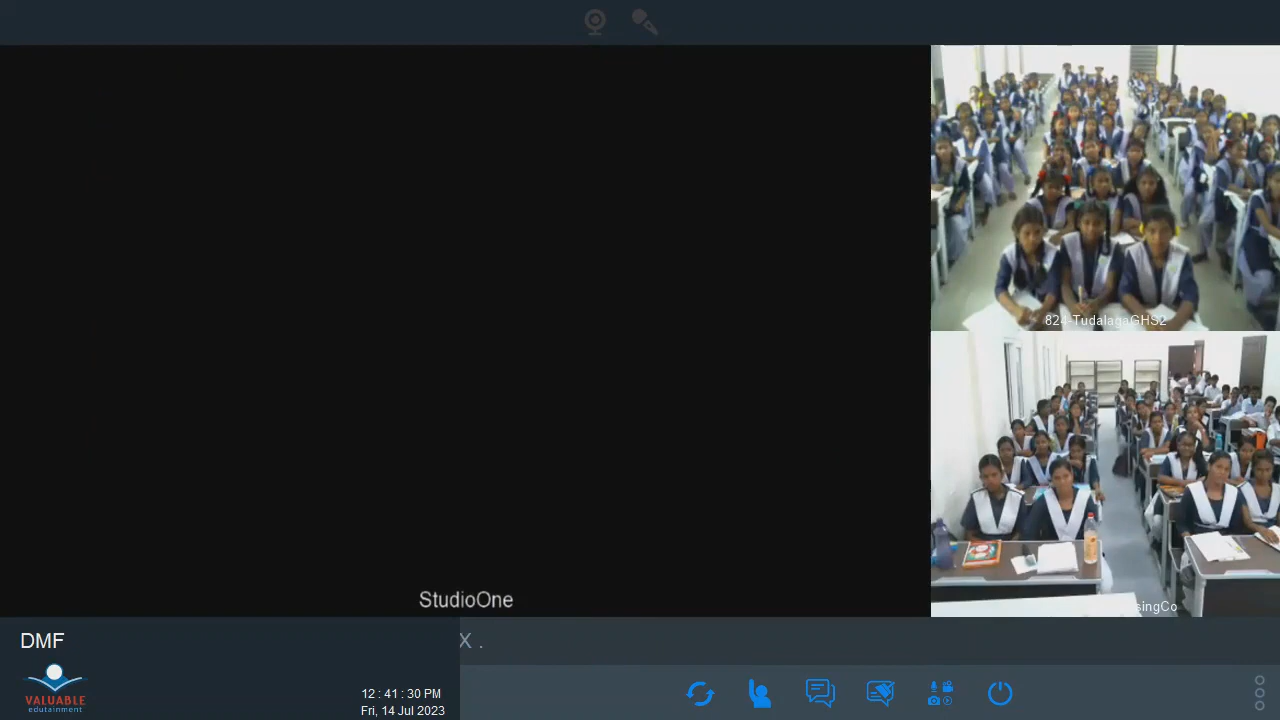 824-TudalagaGHS2
singCo
StudioOne
DMF
X .
VALUABLE
edutainment
12 : 41 : 30 PM
Fri, 14 Jul 2023